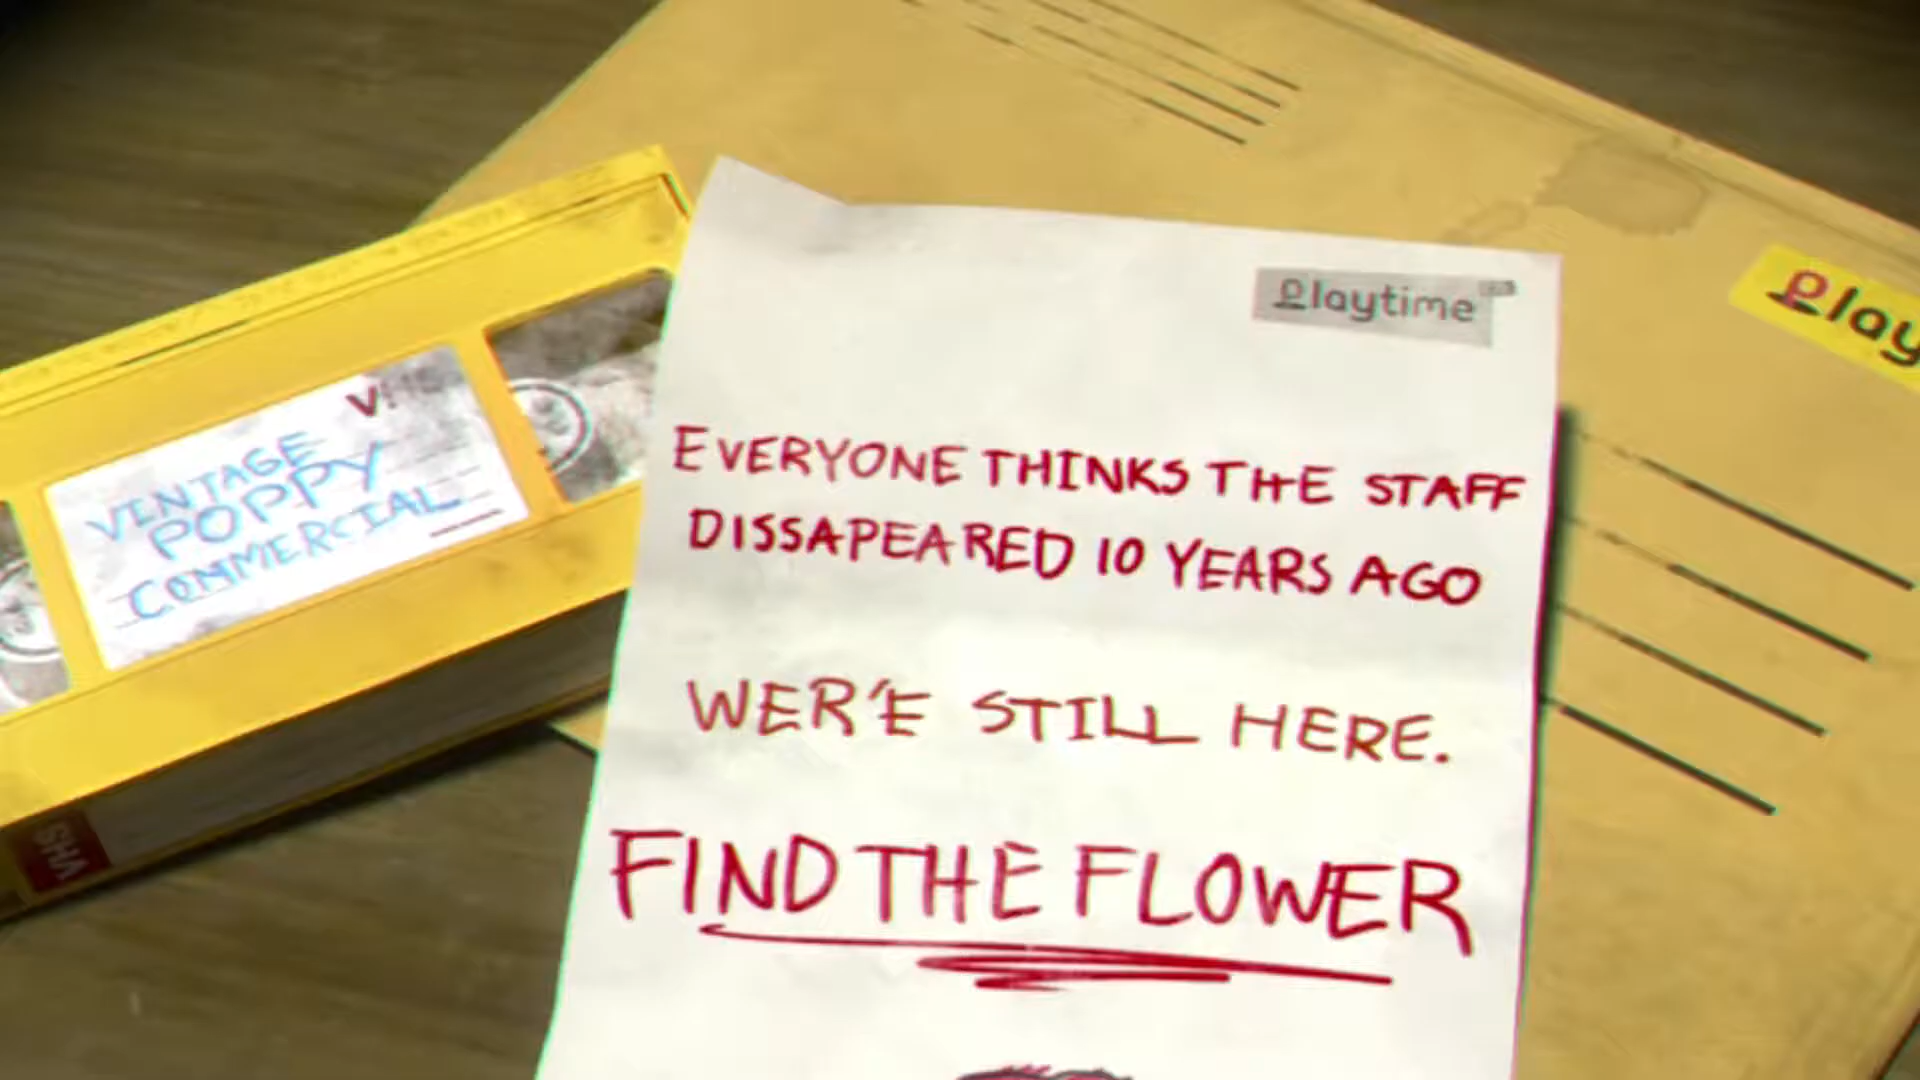 Playtime
Play
EVERYONE THINKS THE STAFF
DISSAPEARED 10 YEARS AGO
WER'E STILL HERE.
FIND THE FLOWER
VINTAGE
POPPY
COMMERCIAL
VHS